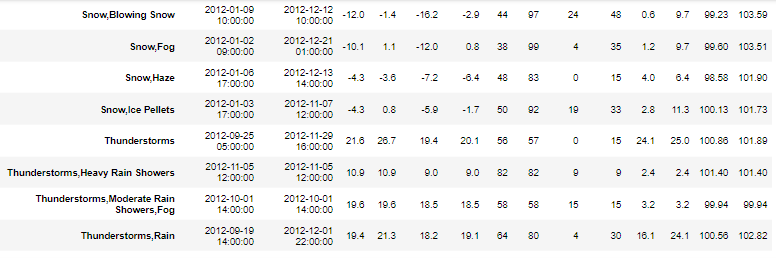 Snow,Blowing Snow 2012-01-09 10:00:00 2012-12-12 10:00:00 -12.0 -1.4 -16.2 -2.9 44 97 24 48 0.6 9.7 99.23 103.59
Snow,Fog 2012-01-02 09:00:00 2012-12-21 01:00:00 -10.1 1.1 -12.0 0.8 38 99 4 35 1.2 9.7 99.60 103.51
Snow,Haze 2012-01-06 17:00:00 2012-12-13 14:00:00 -4.3 -3.6 -7.2 -6.4 48 83 0 15 4.0 6.4 98.58 101.90
Snow,Ice Pellets 2012-01-03 17:00:00 2012-11-07 12:00:00 -4.3 0.8 -5.9 -1.7 50 92 19 33 2.8 11.3 100.13 101.73
Thunderstorms 2012-09-25 05:00:00 2012-11-29 16:00:00 21.6 26.7 19.4 20.1 56 57 0 15 24.1 25.0 100.86 101.89
Thunderstorms,Heavy Rain Showers 2012-11-05 12:00:00 2012-11-05 12:00:00 10.9 10.9 9.0 9.0 82 82 9 9 2.4 2.4 101.40 101.40
Thunderstorms,Moderate Rain Showers,Fog 2012-10-01 14:00:00 2012-10-01 14:00:00 19.6 19.6 18.5 18.5 58 58 15 15 3.2 3.2 99.94 99.94
Thunderstorms,Rain 2012-09-19 14:00:00 2012-12-01 22:00:00 19.4 21.3 18.2 19.1 64 80 4 30 16.1 24.1 100.56 102.82